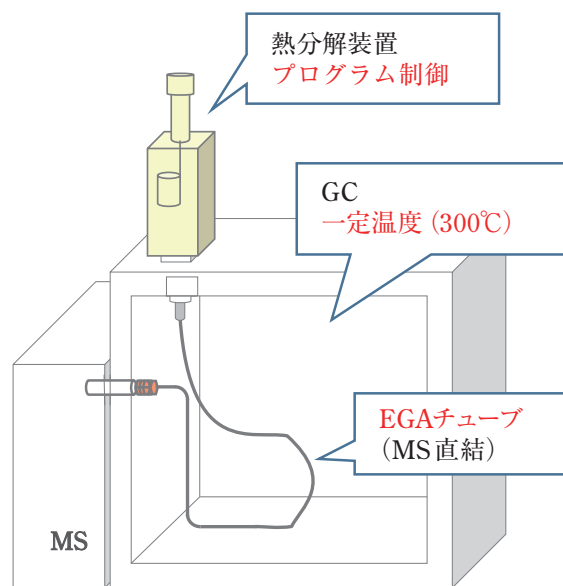 熱分解装置
プログラム制御
GC
一定温度 (300℃)
EGAチューブ
（MS直結）
MS